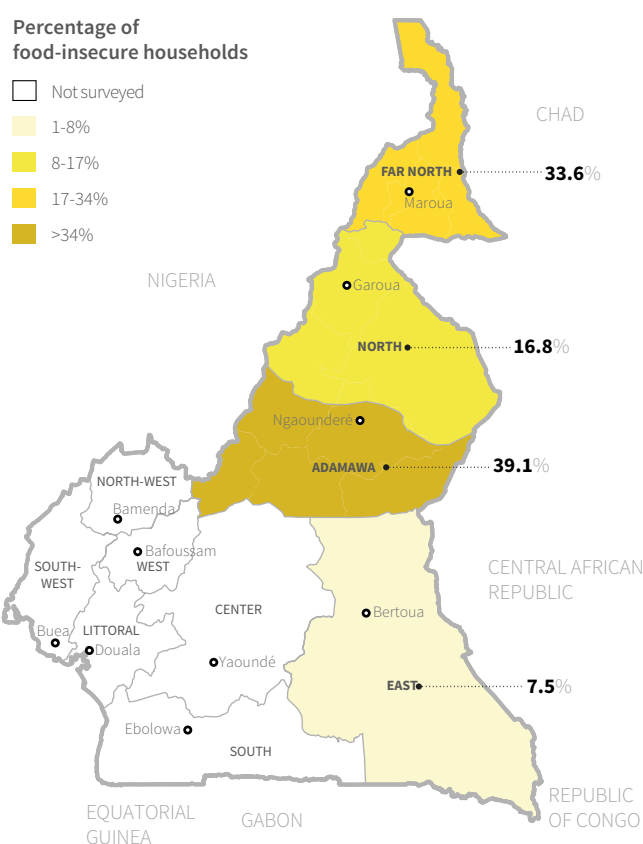 Percentage of
food-insecure households
Not surveyed
1-8%
8-17%
17-34%
>34%
CHAD
FAR NORTH
33.6%
Maroua
NIGERIA
Garoua
NORTH
16.8%
Ngaounderé
ADAMAWA
39.1%
NORTH-WEST
Bamenda
Bafoussam
WEST
SOUTH-
WEST
CENTRAL AFRICAN
REPUBLIC
CENTER
Bertoua
Buea
LITTORAL
Douala
Yaoundé
EAST
7.5%
Ebolowa
SOUTH
EQUATORIAL
GUINEA
GABON
REPUBLIC
OF CONGO